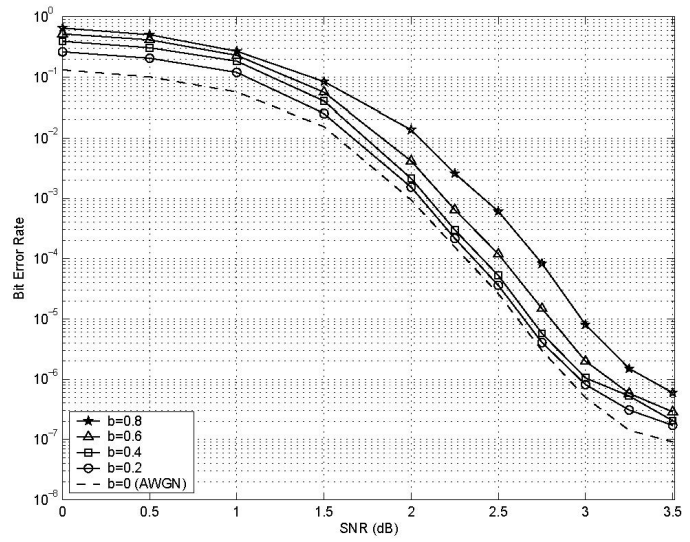 10^0
10^-1
10^-2
10^-3
10^-4
10^-5
10^-6
10^-7
10^-8
Bit Error Rate
b=0.8
b=0.6
b=0.4
b=0.2
b=0 (AWGN)
0 0.5 1 1.5 2 2.5 3 3.5
SNR (dB)